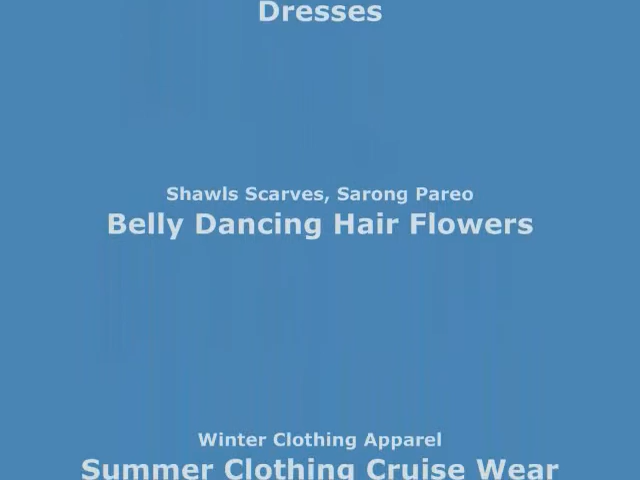 Dresses
Shawls Scarves, Sarong Pareo
Belly Dancing Hair Flowers
Winter Clothing Apparel
Summer Clothing Cruise Wear